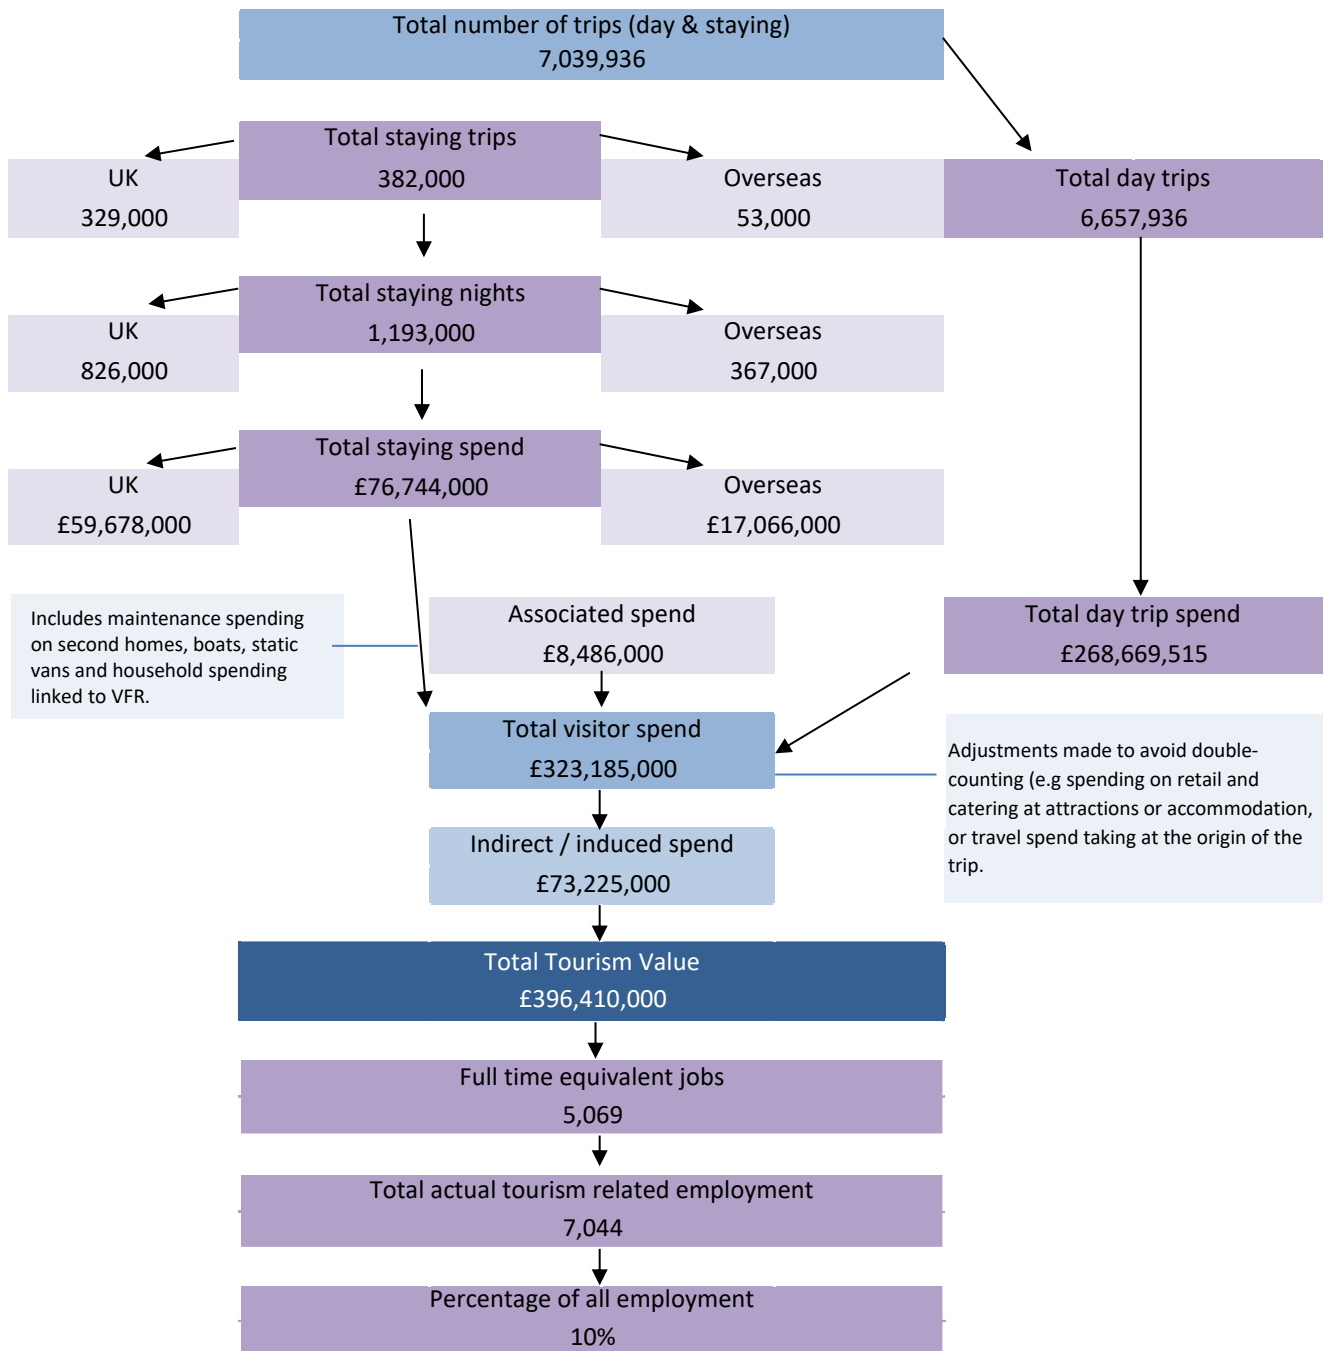 Total number of trips (day & staying)
7,039,936
Total staying trips
382,000
UK
329,000
Overseas
53,000
Total day trips
6,657,936
Total staying nights
1,193,000
UK
826,000
Overseas
367,000
Total staying spend
£76,744,000
UK
£59,678,000
Overseas
£17,066,000
Includes maintenance spending
on second homes, boats, static
vans and household spending
linked to VFR.
Associated spend
£8,486,000
Total day trip spend
£268,669,515
Total visitor spend
£323,185,000
Adjustments made to avoid double-
counting (e.g spending on retail and
catering at attractions or accommodation,
or travel spend taking at the origin of the
trip.
Indirect / induced spend
£73,225,000
Total Tourism Value
£396,410,000
Full time equivalent jobs
5,069
Total actual tourism related employment
7,044
Percentage of all employment
10%